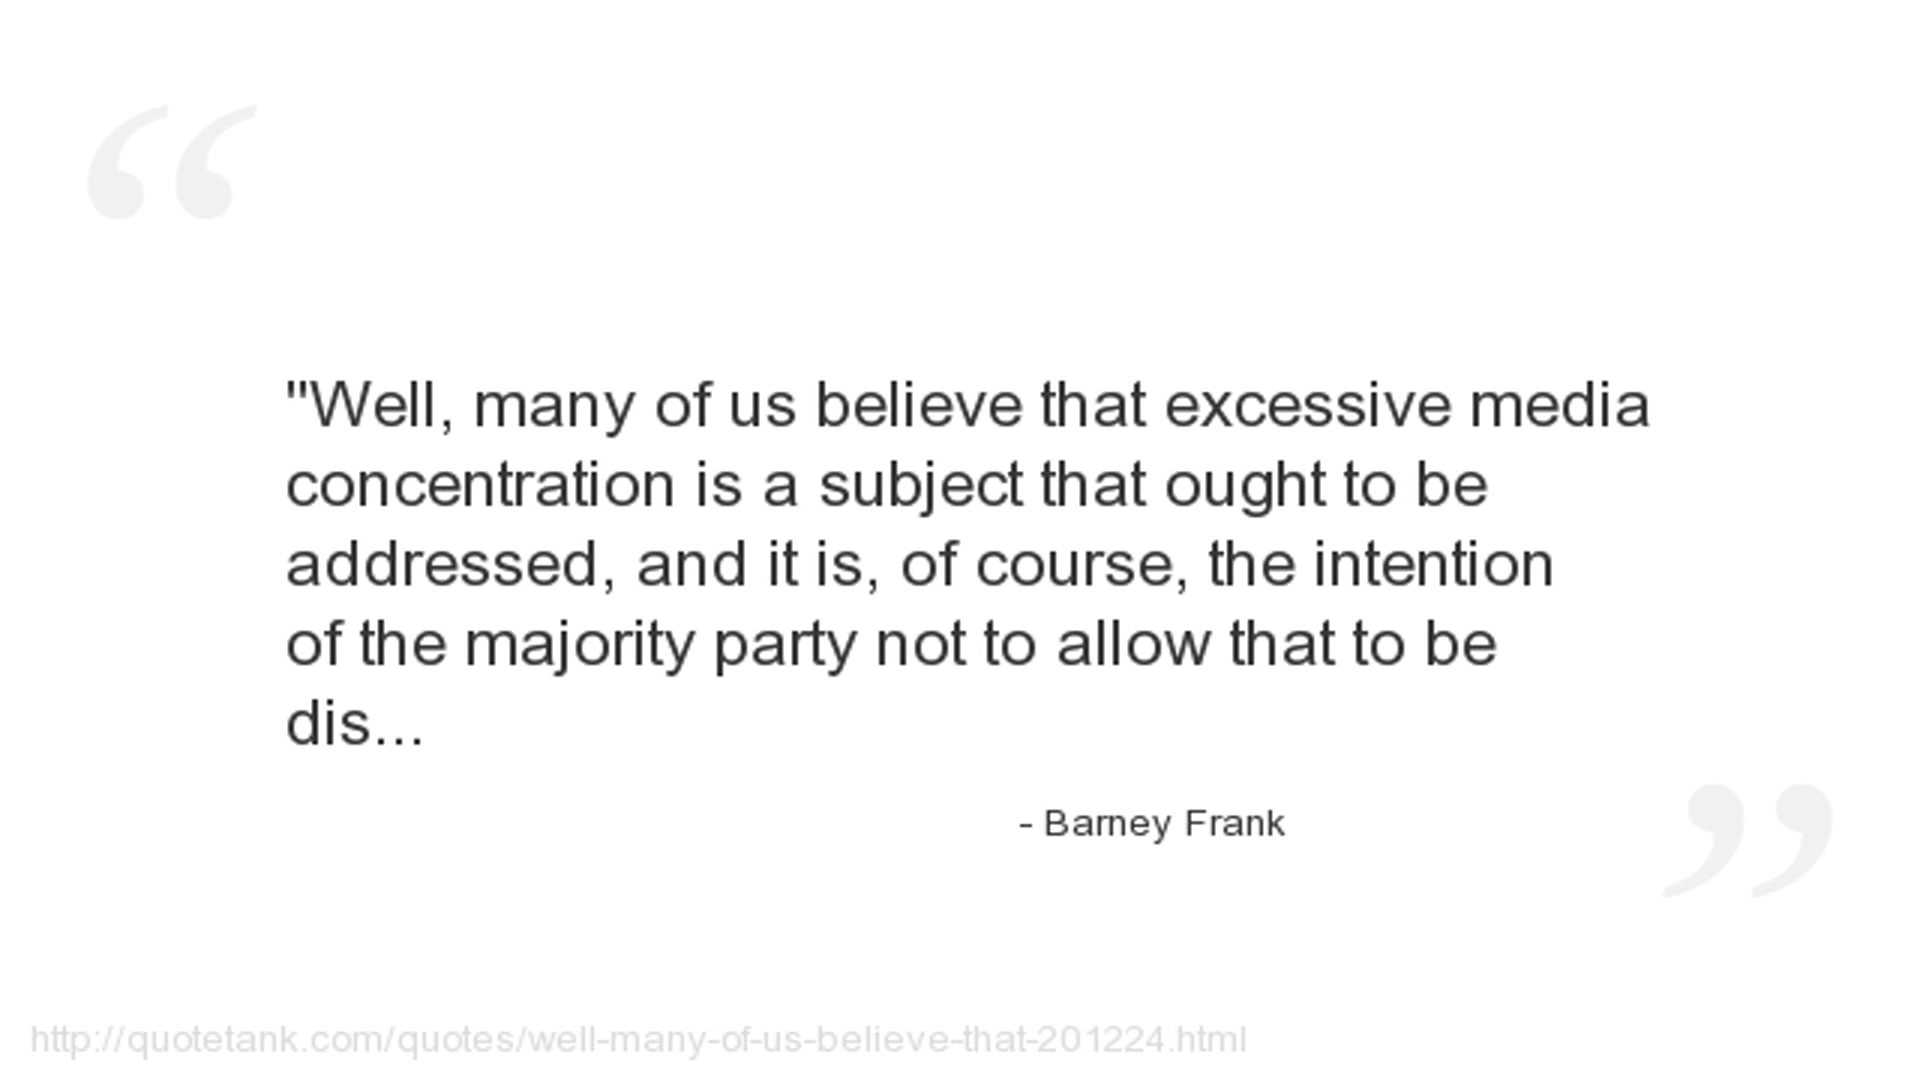 "Well, many of us believe that excessive media
concentration is a subject that ought to be
addressed, and it is, of course, the intention
of the majority party not to allow that to be
dis...
- Barney Frank
http://quotetank.com/quotes/well-many-of-us-believe-that-201224.html